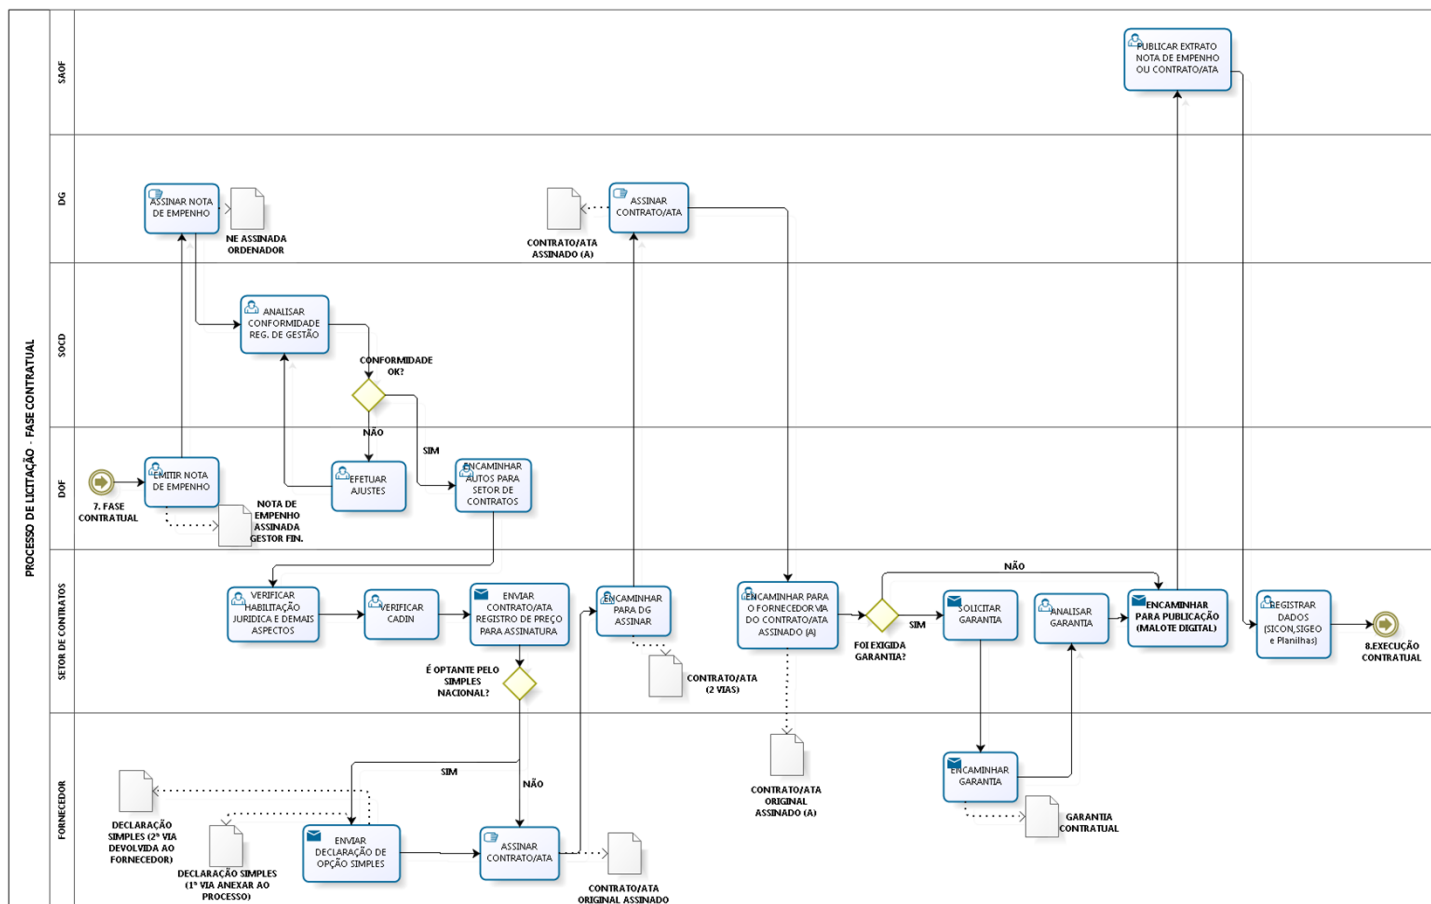 PROCESSO DE LICITAÇÃO - FASE CONTRATUAL
SAOF
PUBLICAR EXTRATO
NOTA DE EMPENHO
OU CONTRATO/ATA
DG
ASSINAR NOTA
DE EMPENHO
NE ASSINADA
ORDENADOR
CONTRATO/ATA
ASSINADO (A)
ASSINAR
CONTRATO/ATA
SOCD
ANALISAR
CONFORMIDADE
REG. DE GESTÃO
CONFORMIDADE
OK?
NÃO
SIM
DOF
7. FASE
CONTRATUAL
EMITIR NOTA
DE EMPENHO
NOTA DE
EMPENHO
ASSINADA
GESTOR FIN.
EFETUAR
AJUSTES
ENCAMINHAR
AUTOS PARA
SETOR DE
CONTRATOS
SETOR DE CONTRATOS
VERIFICAR
HABILITAÇÃO
JURIDICA E DEMAIS
ASPECTOS
VERIFICAR
CADIN
ENVIAR
CONTRATO/ATA
REGISTRO DE PREÇO
PARA ASSINATURA
É OPTANTE PELO
SIMPLES
NACIONAL?
ENCAMINHAR
PARA DG
ASSINAR
CONTRATO/ATA
(2 VIAS)
ENCAMINHAR PARA
O FORNECEDOR VIA
DO CONTRATO/ATA
ASSINADO (A)
FOI EXIGIDA
GARANTIA?
NÃO
SIM
SOLICITAR
GARANTIA
ANALISAR
GARANTIA
ENCAMINHAR
PARA PUBLICAÇÃO
(MALOTE DIGITAL)
REGISTRAR
DADOS
(SICON,SIGEO
e Planilhas)
8.EXECUÇÃO
CONTRATUAL
FORNECEDOR
SIM
NÃO
DECLARAÇÃO
SIMPLES (2ª VIA
DEVOLVIDA AO
FORNECEDOR)
DECLARAÇÃO SIMPLES
(1ª VIA ANEXAR AO
PROCESSO)
ENVIAR
DECLARAÇÃO DE
OPÇÃO SIMPLES
ASSINAR
CONTRATO/ATA
CONTRATO/ATA
ORIGINAL ASSINADO
CONTRATO/ATA
ORIGINAL
ASSINADO (A)
ENCAMINHAR
GARANTIA
GARANTIA
CONTRATUAL